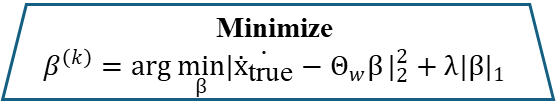 Minimize
β^(k) = arg min_β |ẋ_true − Θ_w β|_2^2 + λ|β|_1